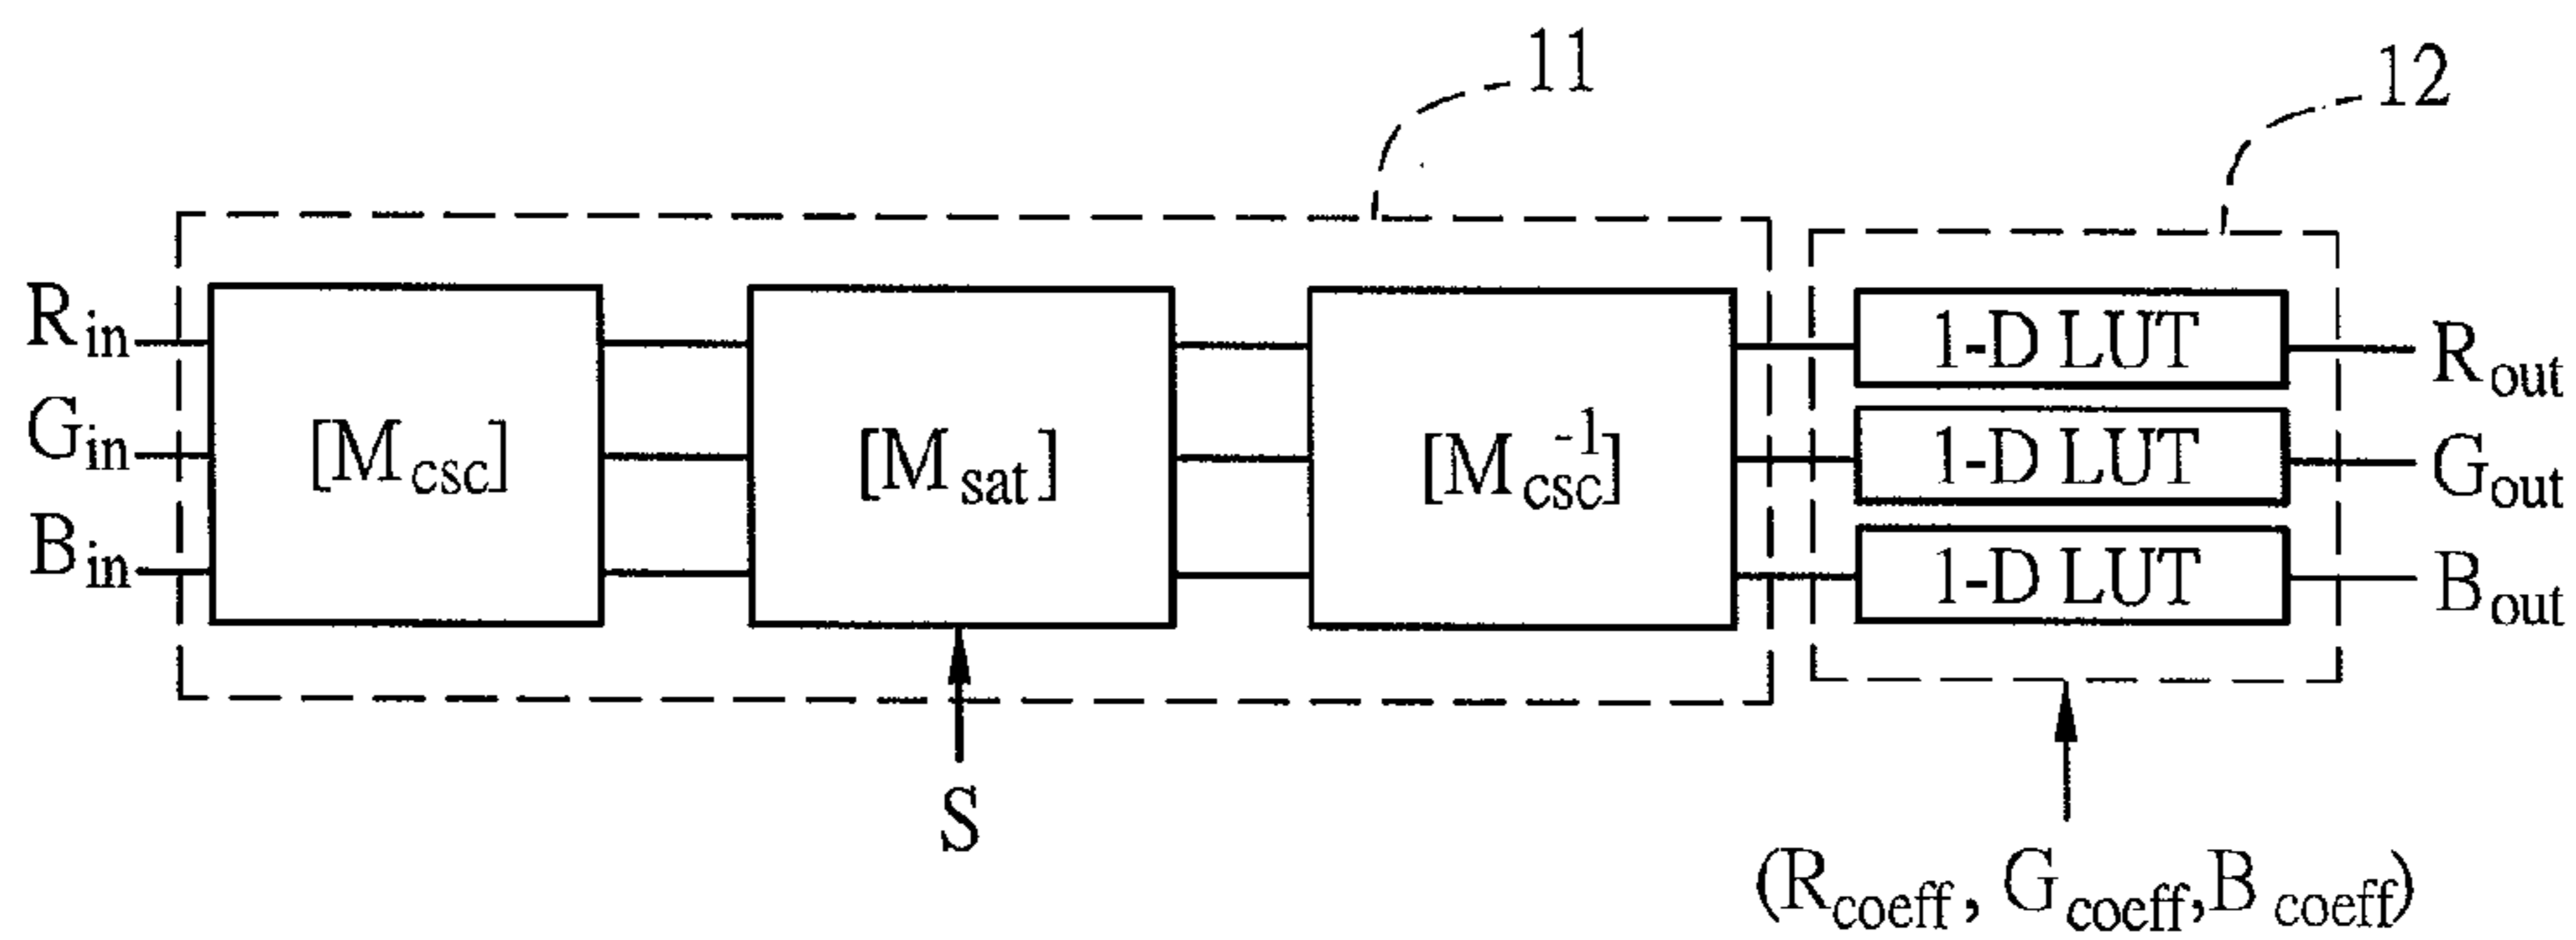 11
12
R_in
G_in
B_in
[M_csc]
[M_sat]
[M_csc^-1]
1-D LUT
1-D LUT
1-D LUT
R_out
G_out
B_out
S
(R_coeff, G_coeff, B_coeff)